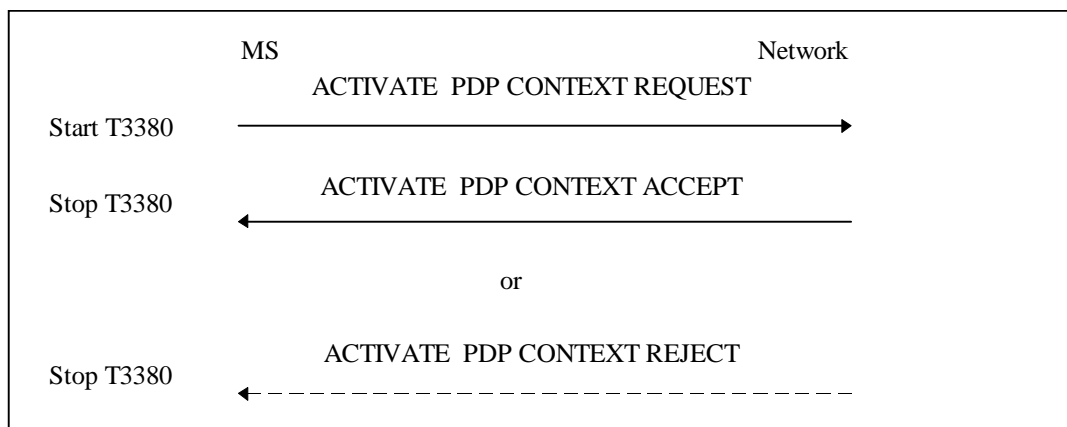 MS Network
ACTIVATE PDP CONTEXT REQUEST
Start T3380
ACTIVATE PDP CONTEXT ACCEPT
Stop T3380
or
ACTIVATE PDP CONTEXT REJECT
Stop T3380